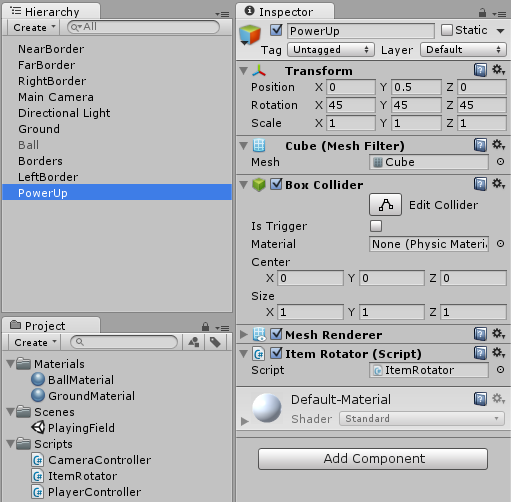 Hierarchy
Create
All
NearBorder
FarBorder
RightBorder
Main Camera
Directional Light
Ground
Ball
Borders
LeftBorder
PowerUp
Project
Create
Materials
BallMaterial
GroundMaterial
Scenes
PlayingField
Scripts
CameraController
ItemRotator
PlayerController
Inspector
PowerUp Static
Tag Untagged Layer Default
Transform
Position X 0 Y 0.5 Z 0
Rotation X 45 Y 45 Z 45
Scale X 1 Y 1 Z 1
Cube (Mesh Filter)
Mesh Cube
Box Collider
Edit Collider
Is Trigger
Material None (Physic Materia
Center
X 0 Y 0 Z 0
Size
X 1 Y 1 Z 1
Mesh Renderer
Item Rotator (Script)
Script ItemRotator
Default-Material
Shader Standard
Add Component